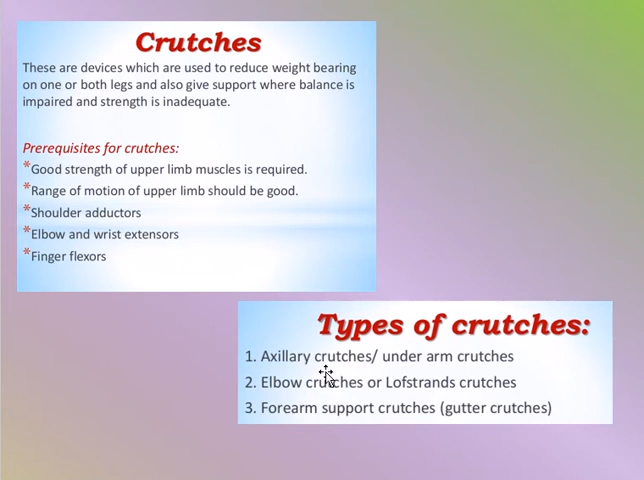 Crutches
These are devices which are used to reduce weight bearing
on one or both legs and also give support where balance is
impaired and strength is inadequate.
Prerequisites for crutches:
*Good strength of upper limb muscles is required.
*Range of motion of upper limb should be good.
*Shoulder adductors
*Elbow and wrist extensors
*Finger flexors
Types of crutches:
1. Axillary crutches/ under arm crutches
2. Elbow crutches or Lofstrands crutches
3. Forearm support crutches (gutter crutches)